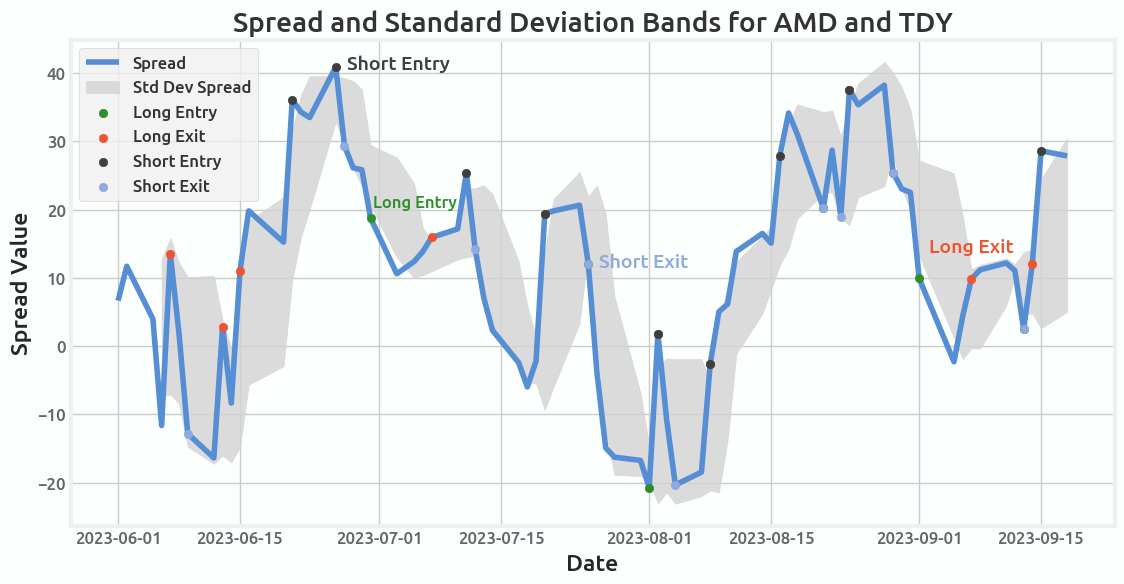 Spread and Standard Deviation Bands for AMD and TDY
Spread
Std Dev Spread
Long Entry
Long Exit
Short Entry
Short Exit
Short Entry
Long Entry
Short Exit
Long Exit
Spread Value
40
30
20
10
0
−10
−20
2023-06-01
2023-06-15
2023-07-01
2023-07-15
2023-08-01
2023-08-15
2023-09-01
2023-09-15
Date